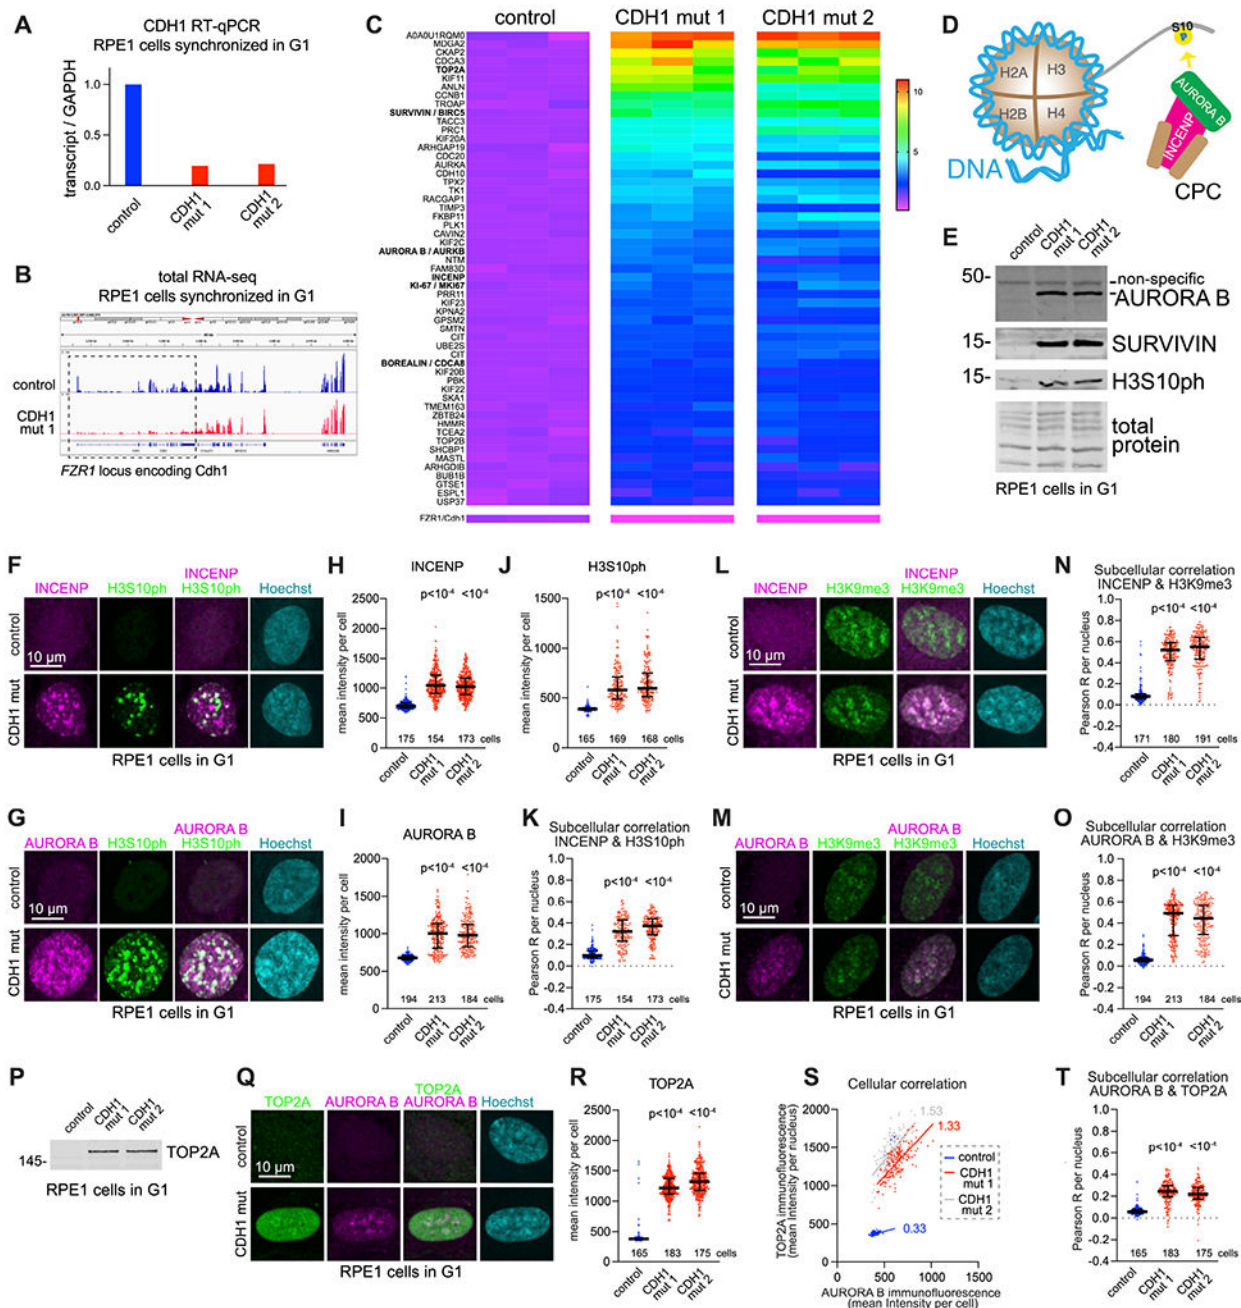 A
CDH1 RT-qPCR
RPE1 cells synchronized in G1
transcript / GAPDH
1.0
0.5
0.0
control
CDH1 mut 1
CDH1 mut 2
B
total RNA-seq
RPE1 cells synchronized in G1
control
CDH1 mut 1
FZR1 locus encoding Cdh1
C
control
CDH1 mut 1
CDH1 mut 2
A0A0U1RQM0
MDGA2
CKAP2
CDCA3
TOP2A
KIF11
ANLN
CCNB1
TROAP
SURVIVIN / BIRC5
TACC3
PRC1
KIF20A
ARHGAP19
CDC20
AURKA
CDH10
TPX2
TK1
RACGAP1
TIMP3
FKBP11
PLK1
CAVIN2
KIF2C
AURORA B / AURKB
NTM
FAM83D
INCENP
KI-67 / MKI67
PRR11
KIF23
KPNA2
GPSM2
SMTN
CIT
UBE2S
CIT
BOREALIN / CDCA8
KIF20B
PBK
KIF22
SKA1
TMEM163
ZBTB24
HMMR
TCEA2
TOP2B
SHCBP1
MASTL
ARHGDIB
BUB1B
GTSE1
ESPL1
USP37
FZR1/Cdh1
10
5
1
D
S10
P
H2A
H3
H2B
H4
DNA
AURORA B
INCENP
CPC
E
control
CDH1 mut 1
CDH1 mut 2
50-
non-specific
AURORA B
15-
SURVIVIN
15-
H3S10ph
total protein
RPE1 cells in G1
F
INCENP
H3S10ph
INCENP H3S10ph
Hoechst
control
10 µm
CDH1 mut
RPE1 cells in G1
H
INCENP
mean intensity per cell
2500
2000
1500
1000
500
0
p<10⁻⁴
<10⁻⁴
175 154 173 cells
control
CDH1 mut 1
CDH1 mut 2
J
H3S10ph
mean intensity per cell
1500
1000
500
0
p<10⁻⁴
<10⁻⁴
165 169 168 cells
control
CDH1 mut 1
CDH1 mut 2
L
INCENP
H3K9me3
INCENP H3K9me3
Hoechst
control
10 µm
CDH1 mut
RPE1 cells in G1
N
Subcellular correlation
INCENP & H3K9me3
Pearson R per nucleus
1.0
0.8
0.6
0.4
0.2
0.0
-0.4
p<10⁻⁴
<10⁻⁴
171 180 191 cells
control
CDH1 mut 1
CDH1 mut 2
G
AURORA B
H3S10ph
AURORA B H3S10ph
Hoechst
control
10 µm
CDH1 mut
RPE1 cells in G1
I
AURORA B
mean intensity per cell
2000
1500
1000
500
0
p<10⁻⁴
<10⁻⁴
194 213 184 cells
control
CDH1 mut 1
CDH1 mut 2
K
Subcellular correlation
INCENP & H3S10ph
Pearson R per nucleus
1.0
0.8
0.6
0.4
0.2
0.0
-0.4
p<10⁻⁴
<10⁻⁴
175 154 173 cells
control
CDH1 mut 1
CDH1 mut 2
M
AURORA B
H3K9me3
AURORA B H3K9me3
Hoechst
control
10 µm
CDH1 mut
RPE1 cells in G1
O
Subcellular correlation
AURORA B & H3K9me3
Pearson R per nucleus
1.0
0.8
0.6
0.4
0.2
0.0
-0.4
p<10⁻⁴
<10⁻⁴
194 213 184 cells
control
CDH1 mut 1
CDH1 mut 2
P
control
CDH1 mut 1
CDH1 mut 2
145-
TOP2A
RPE1 cells in G1
Q
TOP2A
AURORA B
TOP2A AURORA B
Hoechst
control
10 µm
CDH1 mut
RPE1 cells in G1
R
TOP2A
mean intensity per cell
2500
2000
1500
1000
500
0
p<10⁻⁴
<10⁻⁴
165 183 175 cells
control
CDH1 mut 1
CDH1 mut 2
S
Cellular correlation
TOP2A immunofluorescence
(mean Intensity per nucleus)
2000
1500
1000
500
0
1.53
1.33
0.33
control
CDH1 mut 1
CDH1 mut 2
0 500 1000 1500
AURORA B immunofluorescence
(mean Intensity per cell)
T
Subcellular correlation
AURORA B & TOP2A
Pearson R per nucleus
1.0
0.8
0.6
0.4
0.2
0.0
-0.4
p<10⁻⁴
<10⁻⁴
165 183 175 cells
control
CDH1 mut 1
CDH1 mut 2